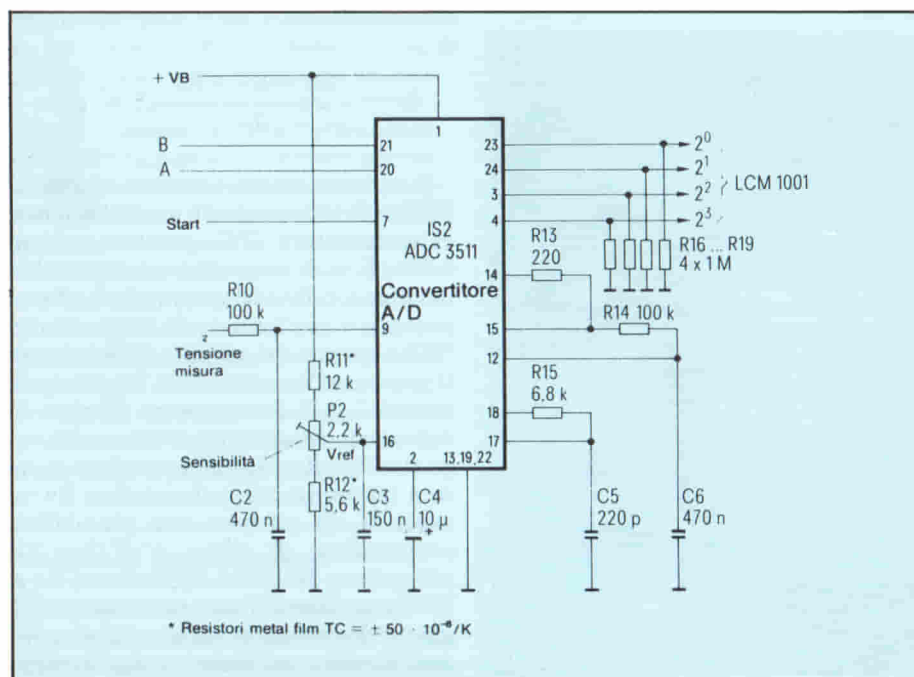 + VB
1
B
21
23
2⁰
A
20
24
2¹
LCM 1001
3
2²
Start
7
4
2³
IS2
ADC 3511
R13
220
R16 ... R19
4 x 1 M
14
R10
100 k
Convertitore
A/D
R14 100 k
9
15
z
Tensione
misura
12
R11*
12 k
R15
6,8 k
P2
2,2 k
18
16
17
Sensibilità
Vref
2
13,19,22
R12*
5,6 k
C2
470 n
C3
150 n
C4
10 µ
+
C5
220 p
C6
470 n
* Resistori metal film TC = ± 50 · 10⁻⁶/K